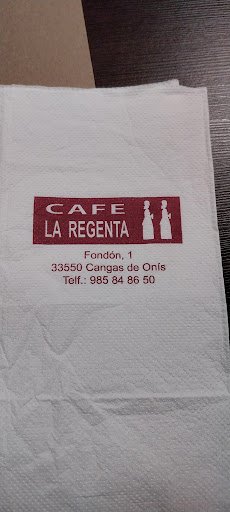 CAFE
LA REGENTA
Fondón, 1
33550 Cangas de Onís
Telf.: 985 84 86 50